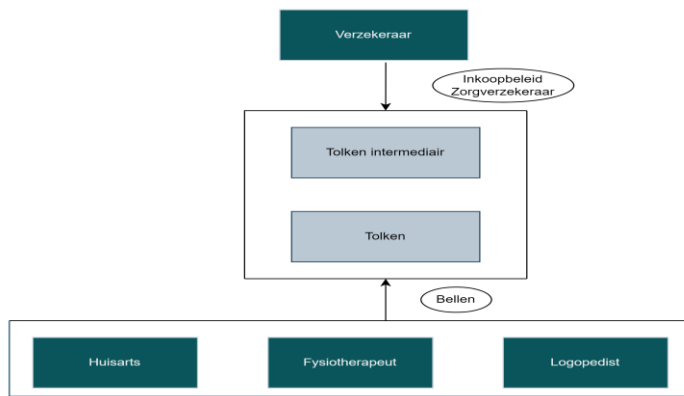 Verzekeraar
Inkoopbeleid
Zorgverzekeraar
Tolken intermediair
Tolken
Bellen
Huisarts
Fysiotherapeut
Logopedist